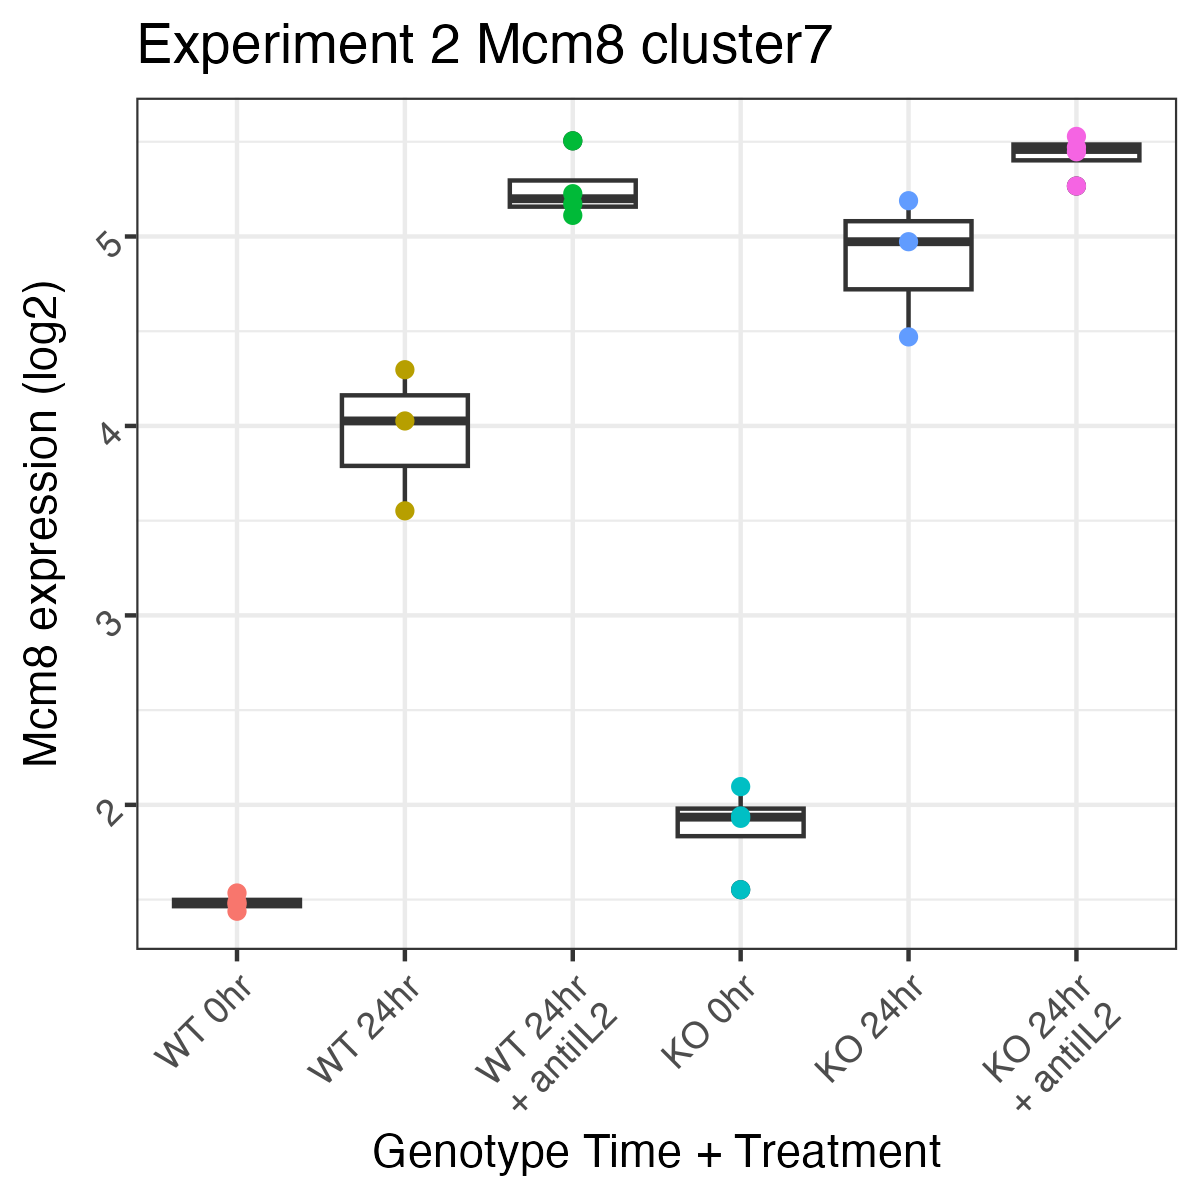 Experiment 2 Mcm8 cluster7
Mcm8 expression (log2)
5
4
3
2
WT 0hr
WT 24hr
WT 24hr
+ antiIL2
KO 0hr
KO 24hr
KO 24hr
+ antiIL2
Genotype Time + Treatment